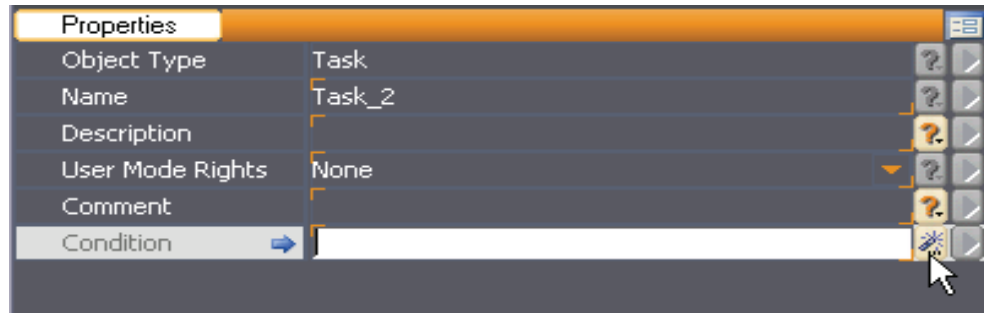 Properties
Object Type Task
Name Task_2
Description
User Mode Rights None
Comment
Condition